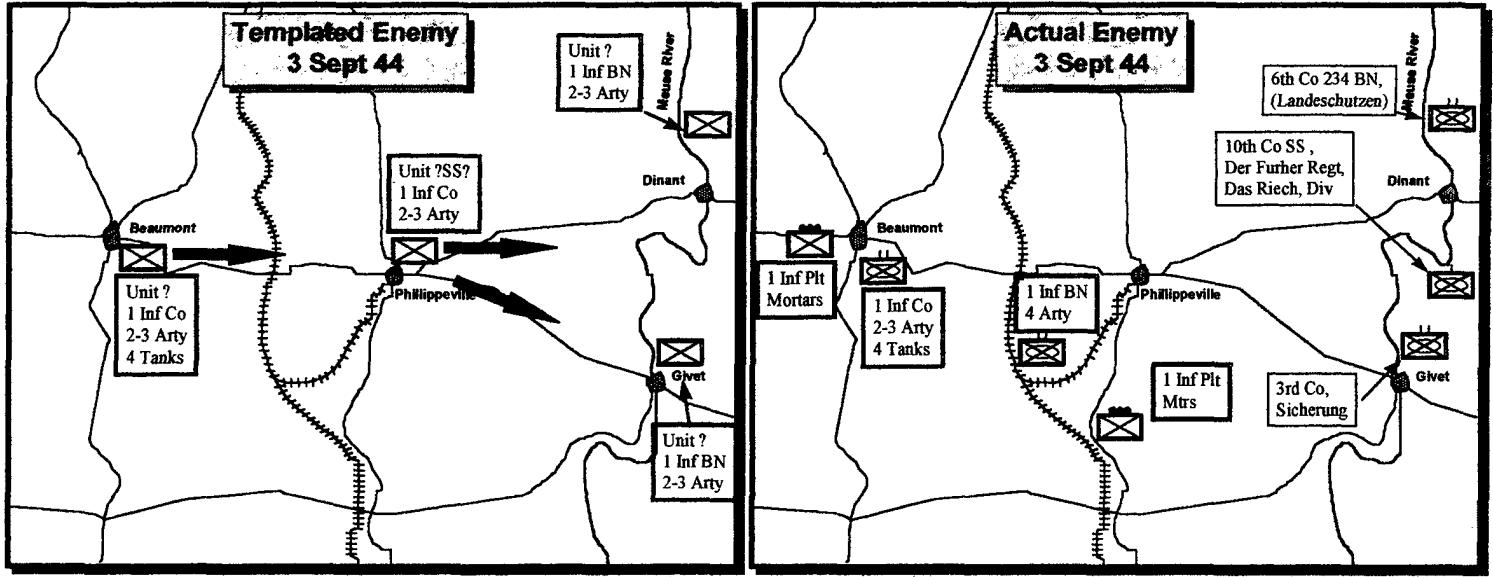 Templated Enemy
3 Sept 44
Unit ?
1 Inf BN
2-3 Arty
Meuse River
Unit ?SS?
1 Inf Co
2-3 Arty
Dinant
Beaumont
Phillippeville
Unit ?
1 Inf Co
2-3 Arty
4 Tanks
Givet
Unit ?
1 Inf BN
2-3 Arty
Actual Enemy
3 Sept 44
6th Co 234 BN,
(Landeschutzen)
Meuse River
10th Co SS ,
Der Furher Regt,
Das Riech, Div
Dinant
Beaumont
1 Inf Plt
Mortars
1 Inf Co
2-3 Arty
4 Tanks
1 Inf BN
4 Arty
Phillippeville
1 Inf Plt
Mtrs
3rd Co,
Sicherung
Givet